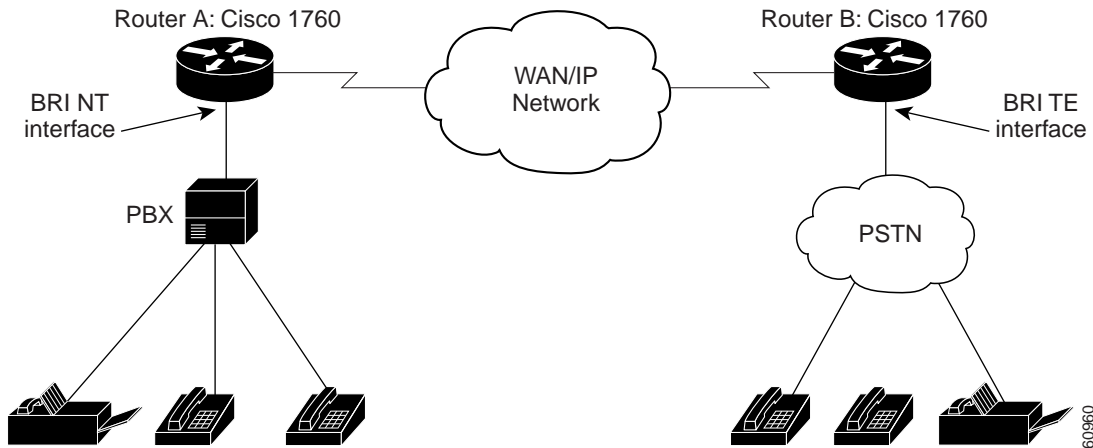 Router A: Cisco 1760
Router B: Cisco 1760
WAN/IP
Network
BRI NT
interface
BRI TE
interface
PBX
PSTN
60960